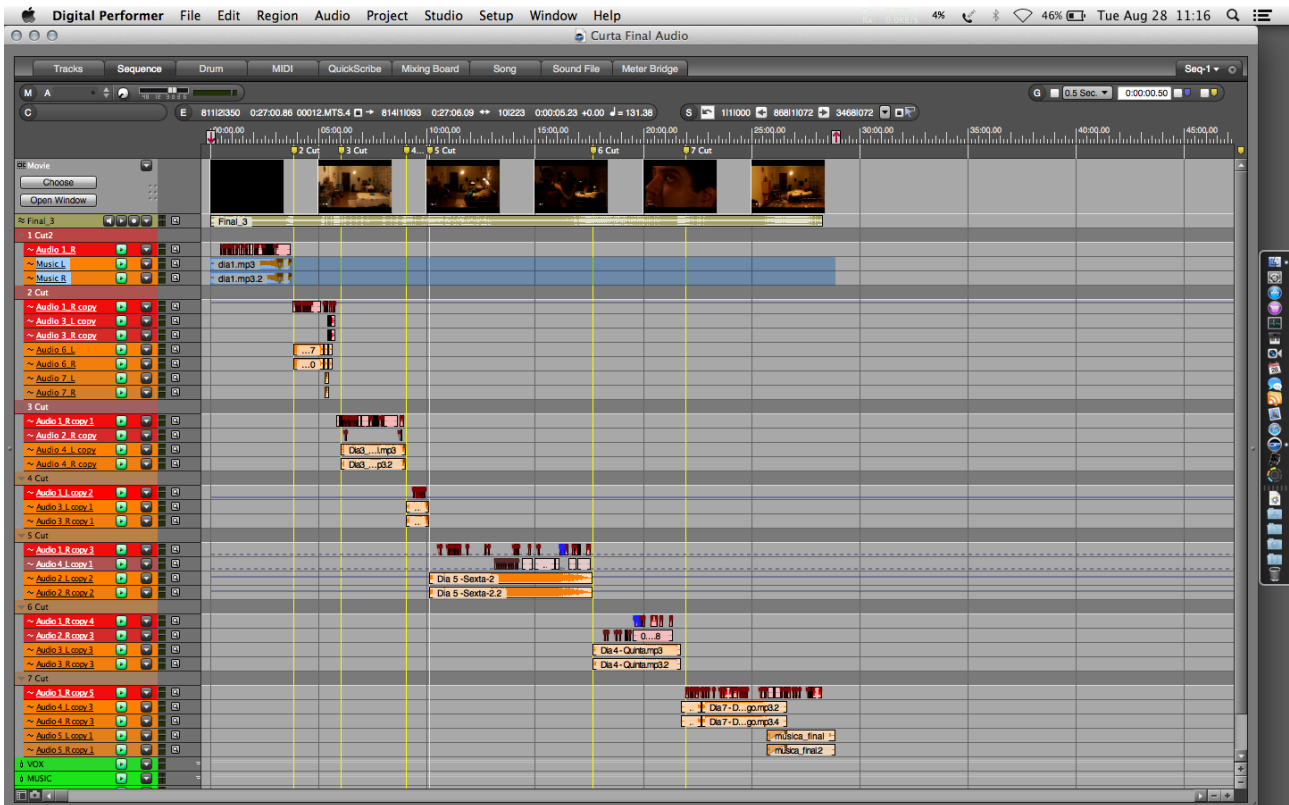 Digital Performer File Edit Region Audio Project Studio Setup Window Help 4% 46% Tue Aug 28 11:16
Curta Final Audio
Tracks Sequence Drum MIDI QuickScribe Mixing Board Song Sound File Meter Bridge Seq-1
M A G 0.5 Sec. 0:00:00.50
C E 811|2|350 0:27:00.86 00012.MTS.4 814|1|093 0:27:06.09 10|223 0:00:05.23 +0.00 = 131.38) S 1|1|000 868|1|072 3468|072
00:00,00 05:00,00 10:00,00 15:00,00 20:00,00 25:00,00 30:00,00 35:00,00 40:00,00 45:00,00
2 Cut 3 Cut 4... 5 Cut 6 Cut 7 Cut
Movie
Choose
Open Window
Final_3 Final_3
1 Cut2
Audio 1_R
Music L dia1.mp3
Music R dia1.mp3.2
2 Cut
Audio 1_R copy
Audio 3_L copy
Audio 3_R copy
Audio 6_L ...7
Audio 6_R ...0
Audio 7_L
Audio 7_R
3 Cut
Audio 1_R copy 1
Audio 2_R copy
Audio 4_L copy Dia3_...l.mp3
Audio 4_R copy Dia3_...p3.2
4 Cut
Audio 1_L copy 2
Audio 3_L copy 1 ..
Audio 3_R copy 1 ..
5 Cut
Audio 1_R copy 3
Audio 4_L copy 1 ..
Audio 2_L copy 2 Dia 5 -Sexta-2
Audio 2_R copy 2 Dia 5 -Sexta-2.2
6 Cut
Audio 1_R copy 4
Audio 2_R copy 3 0....8
Audio 3_L copy 3 Dia4 - Quinta.mp3
Audio 3_R copy 3 Dia4 - Quinta.mp3.2
7 Cut
Audio 1_R copy 5
Audio 4_L copy 3 .. Dia 7 - D...go.mp3.2
Audio 4_R copy 3 .. Dia 7 - D...go.mp3.4
Audio 5_L copy 1 música_final
Audio 5_R copy 1 música_final.2
VOX
MUSIC